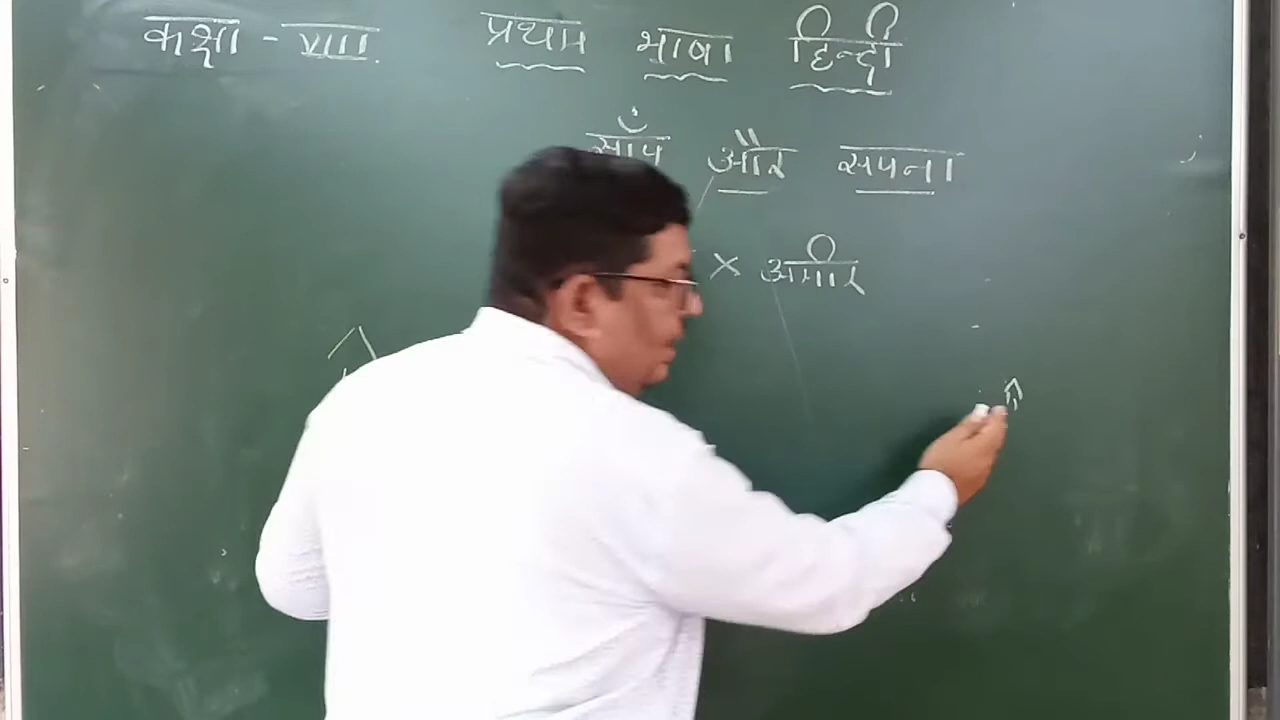 कक्षा - VIII प्रथम भाषा हिन्दी
साँप और सपना
× अमीर